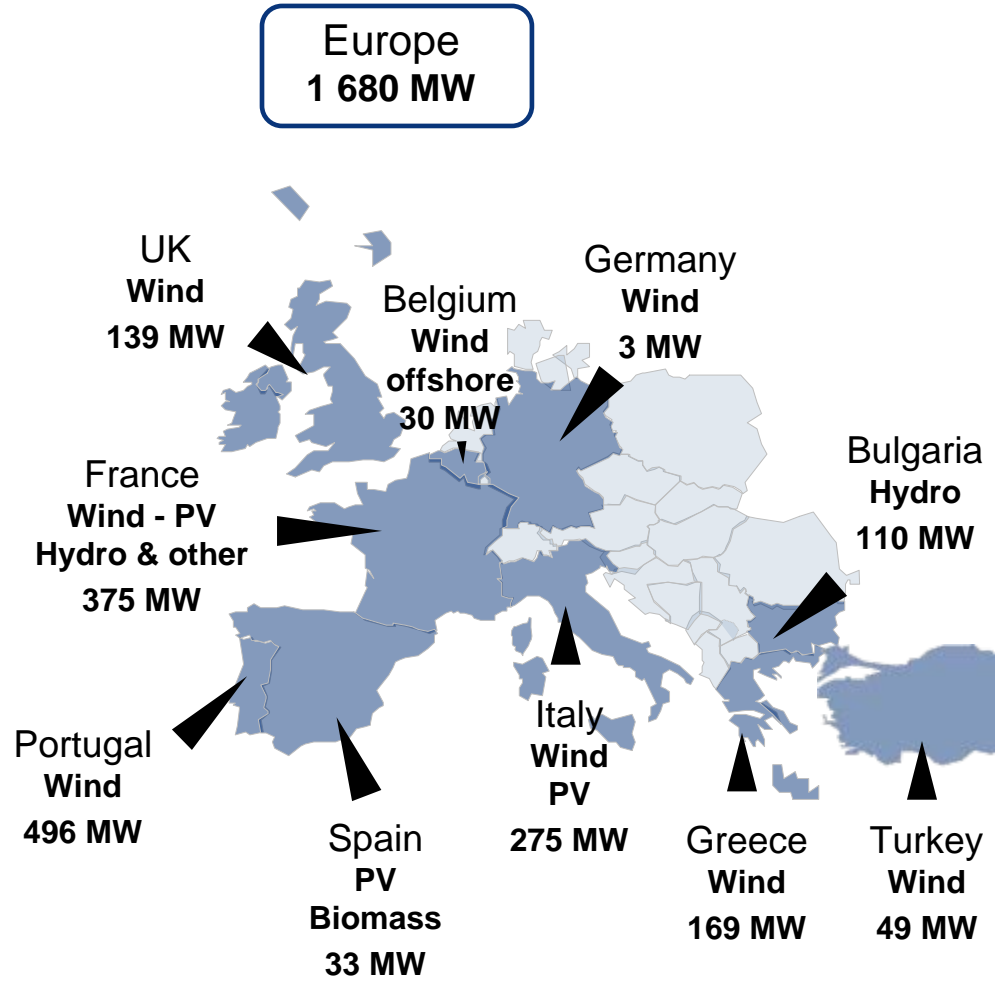 Europe
1 680 MW
UK
Wind
139 MW
Germany
Wind
3 MW
Belgium
Wind
offshore
30 MW
France
Wind - PV
Hydro & other
375 MW
Bulgaria
Hydro
110 MW
Portugal
Wind
496 MW
Spain
PV
Biomass
33 MW
Italy
Wind
PV
275 MW
Greece
Wind
169 MW
Turkey
Wind
49 MW